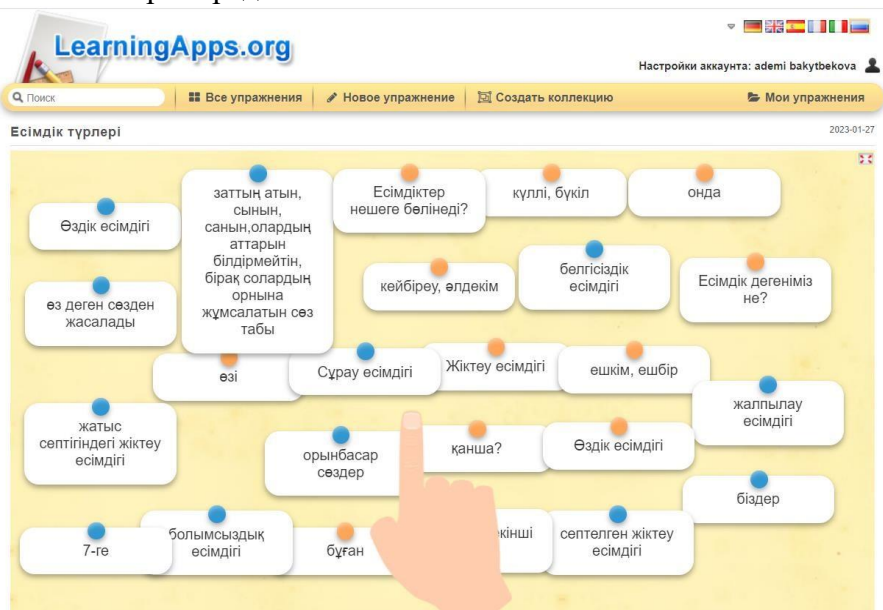 LearningApps.org
Настройки аккаунта: ademi bakytbekova
Поиск
Все упражнения
Новое упражнение
Создать коллекцию
Мои упражнения
Есімдік түрлері
2023-01-27
Өздік есімдігі
заттың атын,
сынын,
санын,олардың
аттарын
білдірмейтін,
бірақ солардың
орнына
жұмсалатын сөз
табы
Есімдіктер
нешеге бөлінеді?
күллі, бүкіл
онда
өз деген сөзден
жасалады
кейбіреу, әлдекім
белгісіздік
есімдігі
Есімдік дегеніміз
не?
өзі
Сұрау есімдігі
Жіктеу есімдігі
ешкім, ешбір
жалпылау
есімдігі
жатыс
септігіндегі жіктеу
есімдігі
орынбасар
сөздер
қанша?
Өздік есімдігі
біздер
7-ге
болымсыздық
есімдігі
бұған
септелген жіктеу
есімдігі